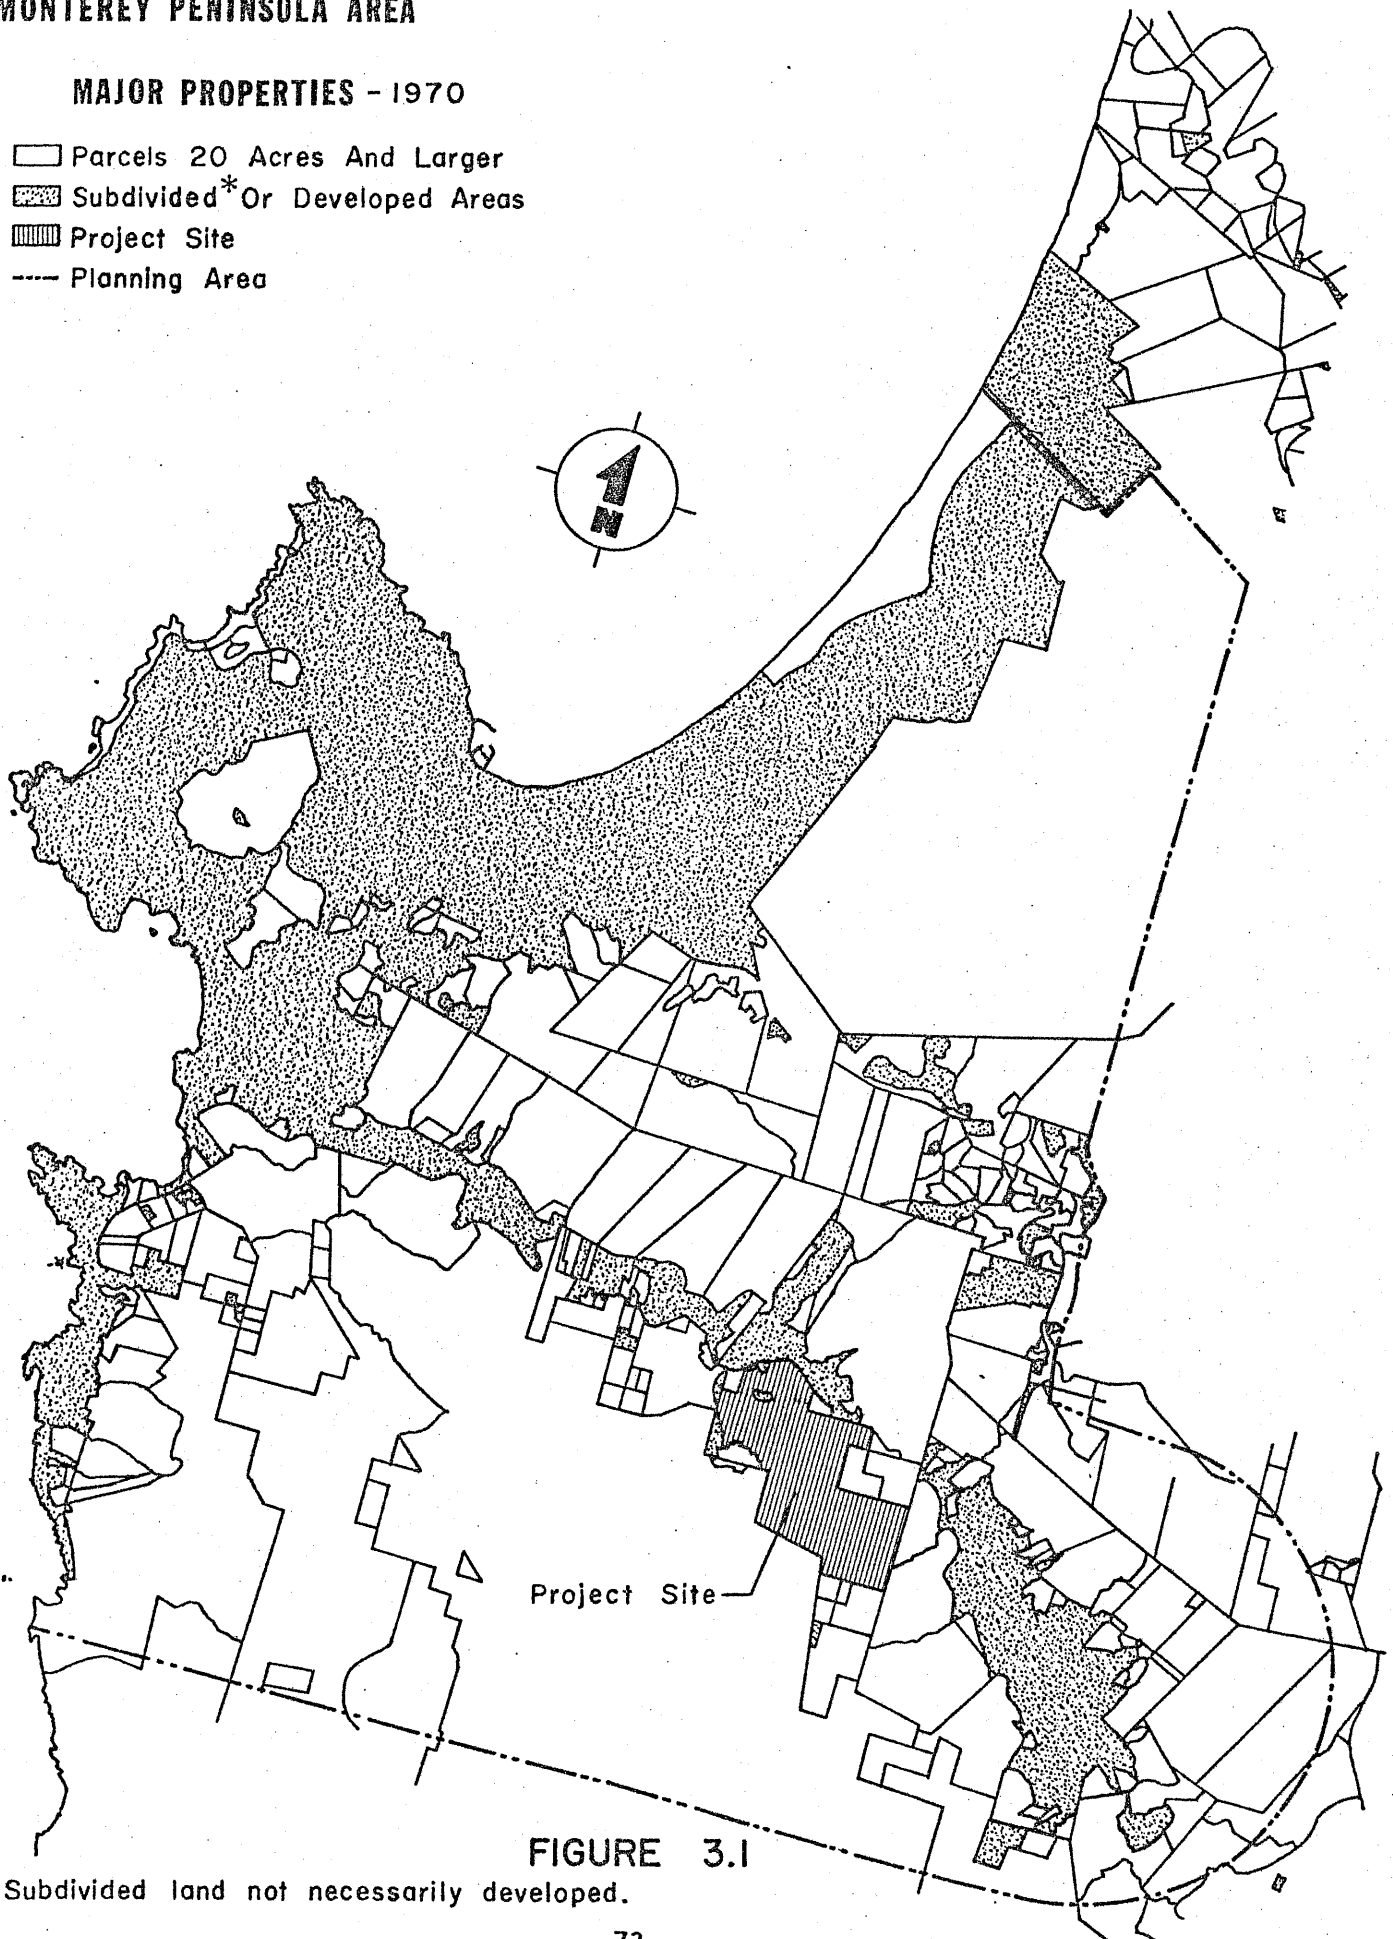 MONTEREY PENINSULA AREA
MAJOR PROPERTIES - 1970
Parcels 20 Acres And Larger
Subdivided* Or Developed Areas
Project Site
Planning Area
N
Project Site
FIGURE 3.1
Subdivided land not necessarily developed.